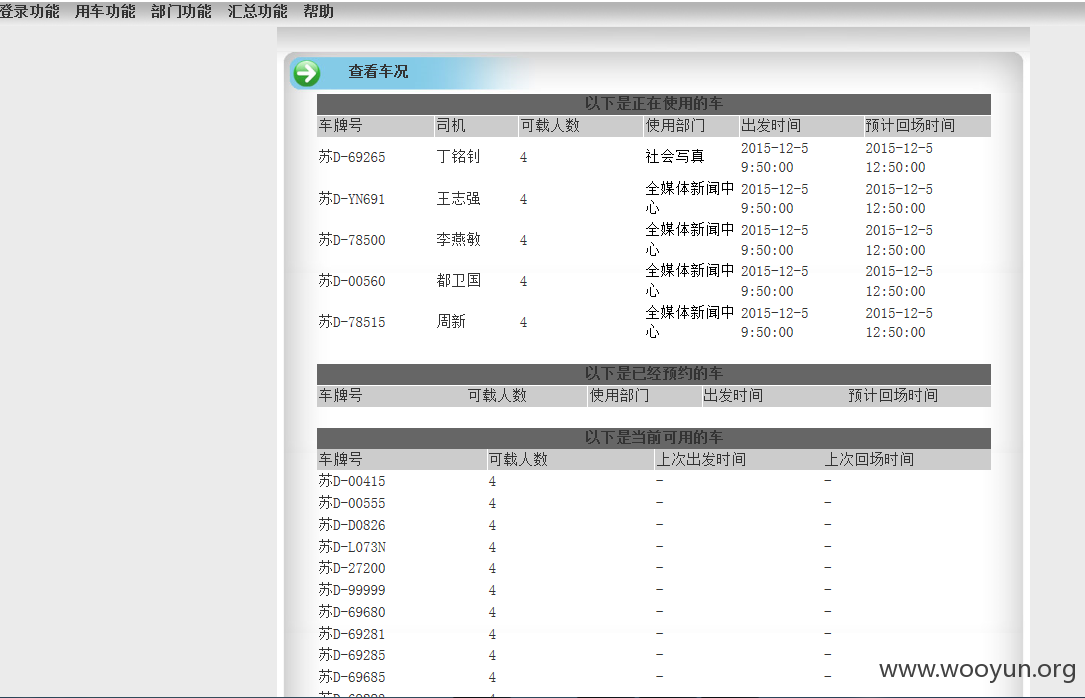 登录功能 用车功能 部门功能 汇总功能 帮助
查看车况
以下是正在使用的车
车牌号 司机 可载人数 使用部门 出发时间 预计回场时间
苏D-69265 丁铭钊 4 社会写真 2015-12-5 9:50:00 2015-12-5 12:50:00
苏D-YN691 王志强 4 全媒体新闻中心 2015-12-5 9:50:00 2015-12-5 12:50:00
苏D-78500 李燕敏 4 全媒体新闻中心 2015-12-5 9:50:00 2015-12-5 12:50:00
苏D-00560 都卫国 4 全媒体新闻中心 2015-12-5 9:50:00 2015-12-5 12:50:00
苏D-78515 周新 4 全媒体新闻中心 2015-12-5 9:50:00 2015-12-5 12:50:00
以下是已经预约的车
车牌号 可载人数 使用部门 出发时间 预计回场时间
以下是当前可用的车
车牌号 可载人数 上次出发时间 上次回场时间
苏D-00415 4 - -
苏D-00555 4 - -
苏D-D0826 4 - -
苏D-L073N 4 - -
苏D-27200 4 - -
苏D-99999 4 - -
苏D-69680 4 - -
苏D-69281 4 - -
苏D-69285 4 - -
苏D-69685 4 - -
www.wooyun.org